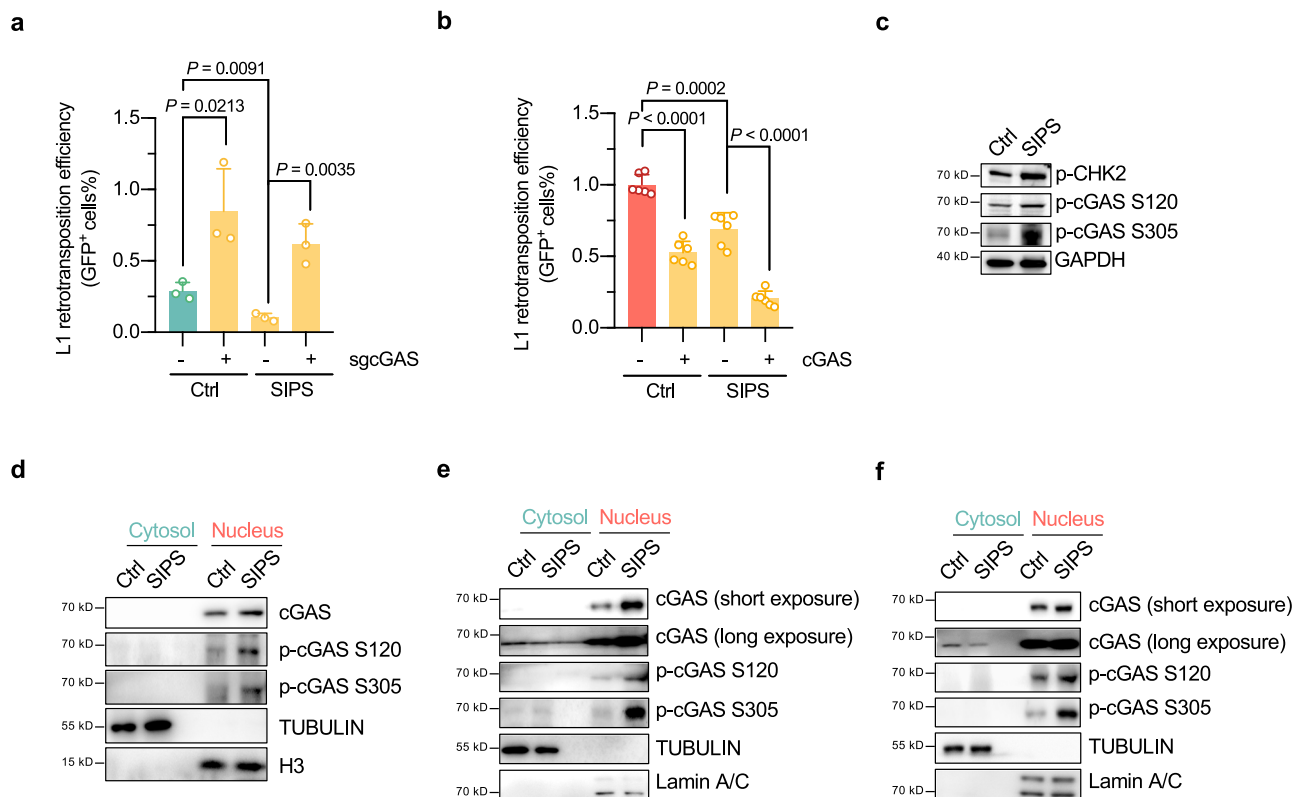 a
L1 retrotransposition efficiency
(GFP+ cells%)
P = 0.0091
P = 0.0213
P = 0.0035
1.5
1.0
0.5
0.0
- + - + sgcGAS
Ctrl SIPS
b
L1 retrotransposition efficiency
(GFP+ cells%)
P = 0.0002
P < 0.0001 P < 0.0001
1.5
1.0
0.5
0.0
- + - + cGAS
Ctrl SIPS
c
Ctrl SIPS
70 kD p-CHK2
70 kD p-cGAS S120
70 kD p-cGAS S305
40 kD GAPDH
d
Cytosol Nucleus
Ctrl SIPS Ctrl SIPS
70 kD cGAS
70 kD p-cGAS S120
70 kD p-cGAS S305
55 kD TUBULIN
15 kD H3
e
Cytosol Nucleus
Ctrl SIPS Ctrl SIPS
70 kD cGAS (short exposure)
70 kD cGAS (long exposure)
70 kD p-cGAS S120
70 kD p-cGAS S305
55 kD TUBULIN
70 kD Lamin A/C
f
Cytosol Nucleus
Ctrl SIPS Ctrl SIPS
70 kD cGAS (short exposure)
70 kD cGAS (long exposure)
70 kD p-cGAS S120
70 kD p-cGAS S305
55 kD TUBULIN
70 kD Lamin A/C